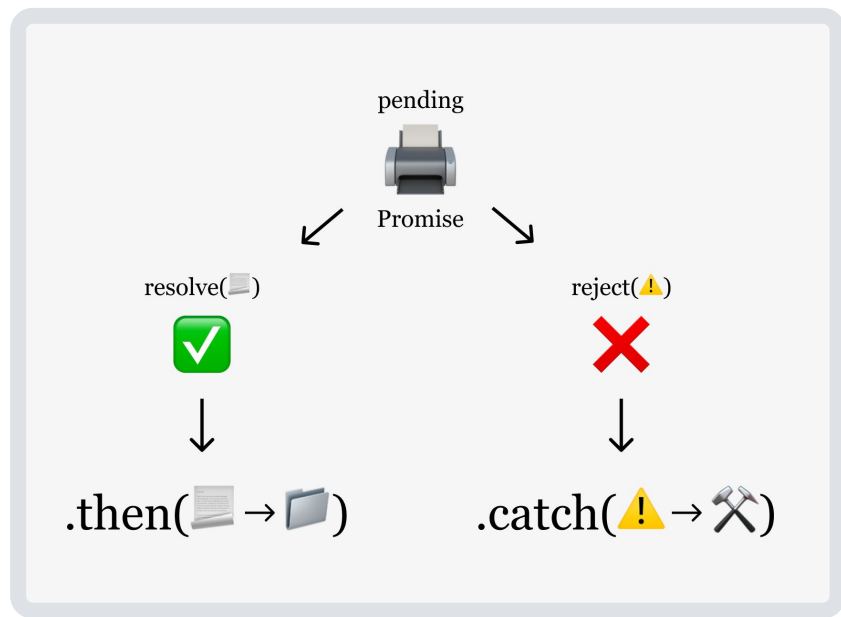 pending
Promise
resolve(📜)
reject(⚠️)
.then(📜→📁)
.catch(⚠️→⚒️)